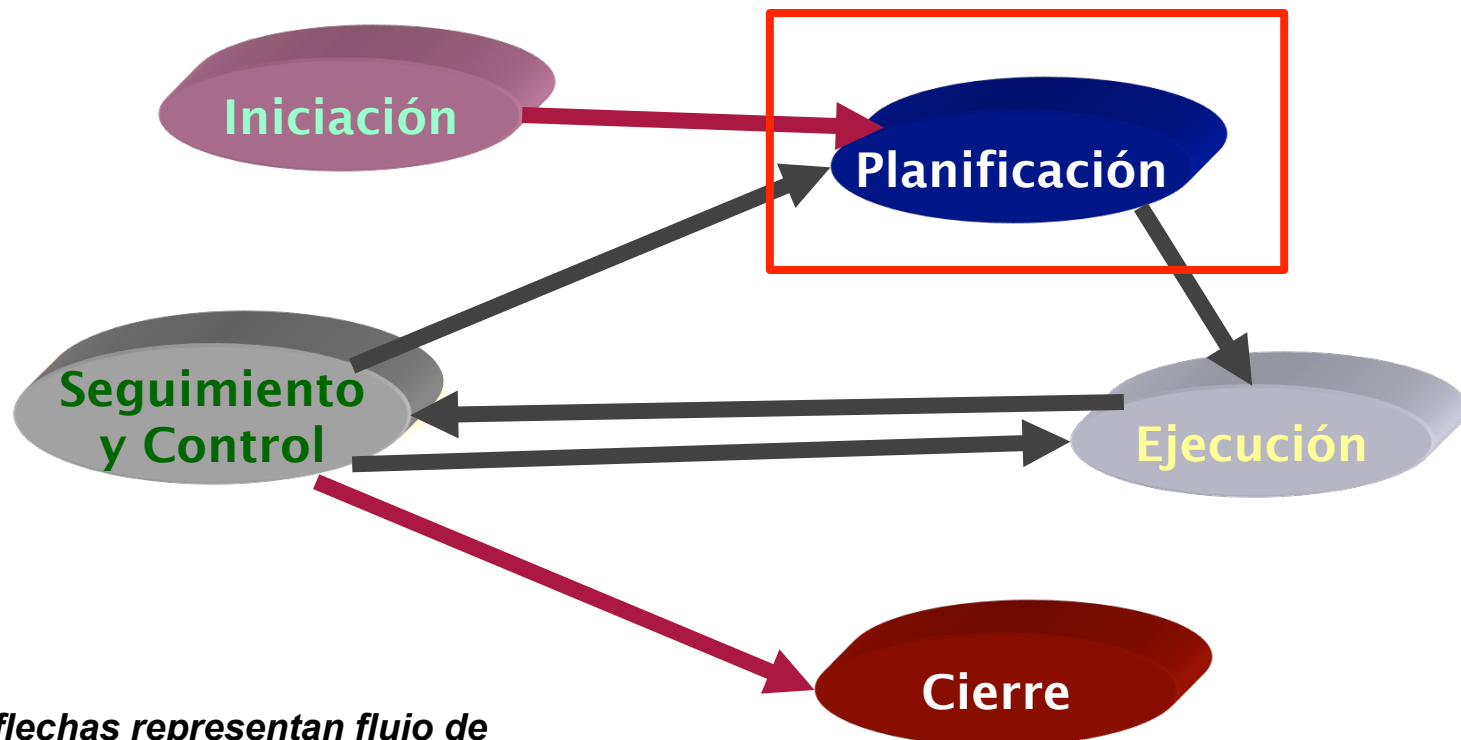 Iniciación
Planificación
Seguimiento
y Control
Ejecución
Cierre
flechas representan flujo de